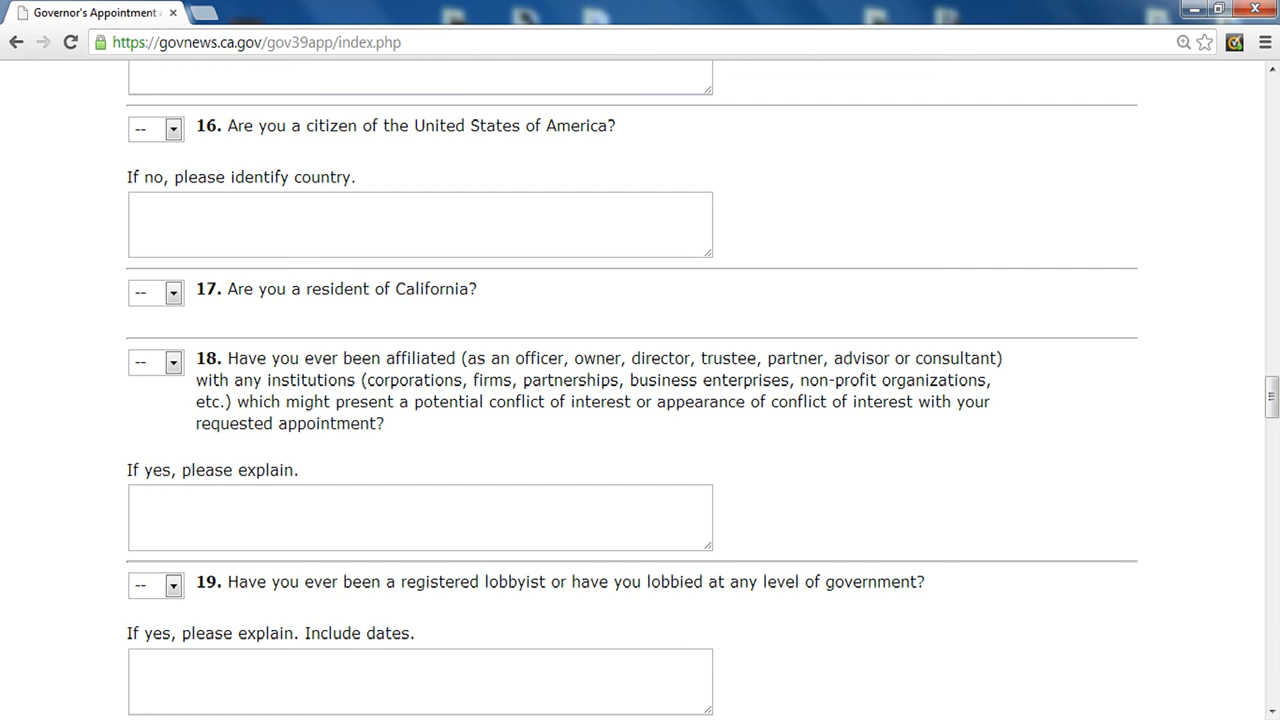 Governor's Appointment
https://govnews.ca.gov/gov39app/index.php
-- 16. Are you a citizen of the United States of America?
If no, please identify country.
-- 17. Are you a resident of California?
-- 18. Have you ever been affiliated (as an officer, owner, director, trustee, partner, advisor or consultant)
with any institutions (corporations, firms, partnerships, business enterprises, non-profit organizations,
etc.) which might present a potential conflict of interest or appearance of conflict of interest with your
requested appointment?
If yes, please explain.
-- 19. Have you ever been a registered lobbyist or have you lobbied at any level of government?
If yes, please explain. Include dates.